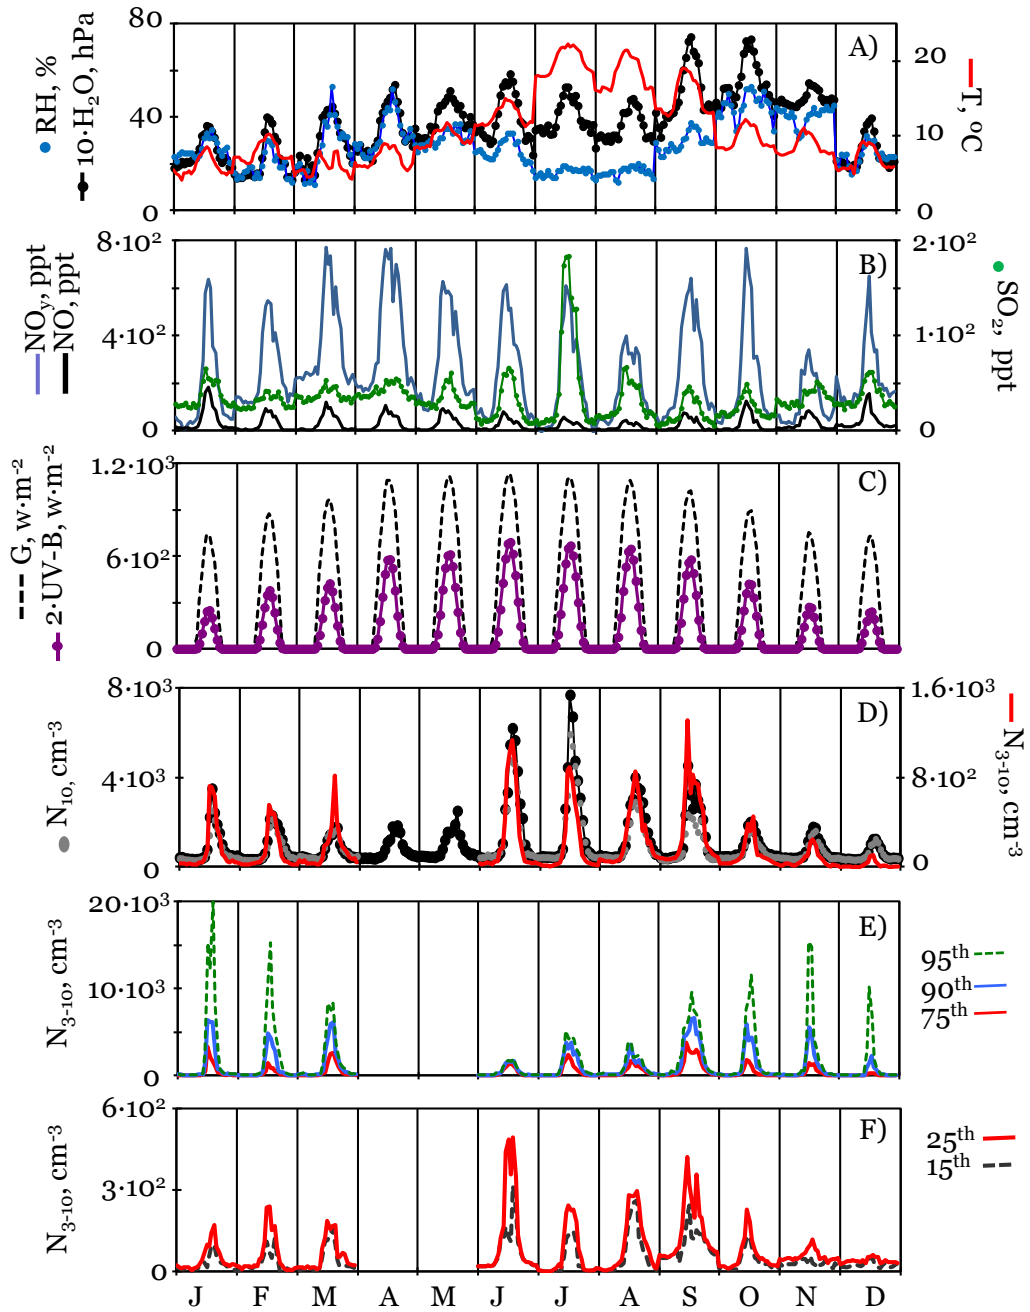 ● RH, %
10·H₂O, hPa
80
40
0
A)
20
10
0
T, ºC
NOy, ppt
NO, ppt
8·10²
4·10²
0
B)
2·10²
1·10²
0
● SO₂, ppt
G, w·m⁻²
2·UV-B, w·m⁻²
1.2·10³
6·10²
0
C)
N₁₀, cm⁻³
8·10³
4·10³
0
D)
1.6·10³
8·10²
0
N₃₋₁₀, cm⁻³
N₃₋₁₀, cm⁻³
20·10³
10·10³
0
E)
95th
90th
75th
N₃₋₁₀, cm⁻³
6·10²
3·10²
0
F)
25th
15th
J F M A M J J A S O N D